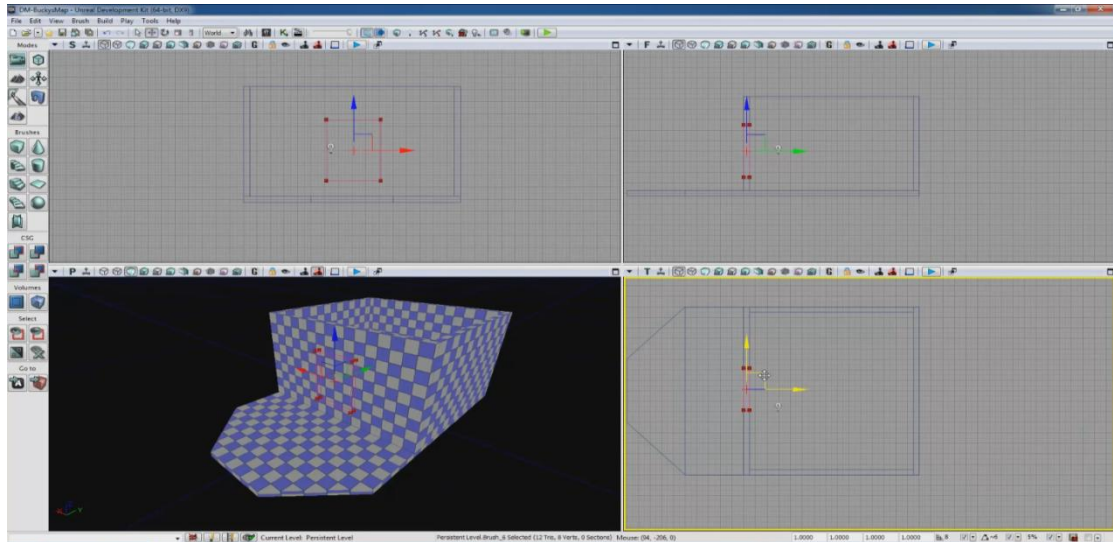 DM-BuckysMap - Unreal Development Kit (64-bit, DX9)
File Edit View Brush Build Play Tools Help
World
Modes
S
G
F
G
Brushes
CSG
P
G
T
G
Volumes
Select
Go to
Current Level: Persistent Level
Persistent Level.Brush_6 Selected (12 Tris, 8 Verts, 0 Sections)
Mouse: (94, -206, 0)
1.0000 1.0000 1.0000 1.0000